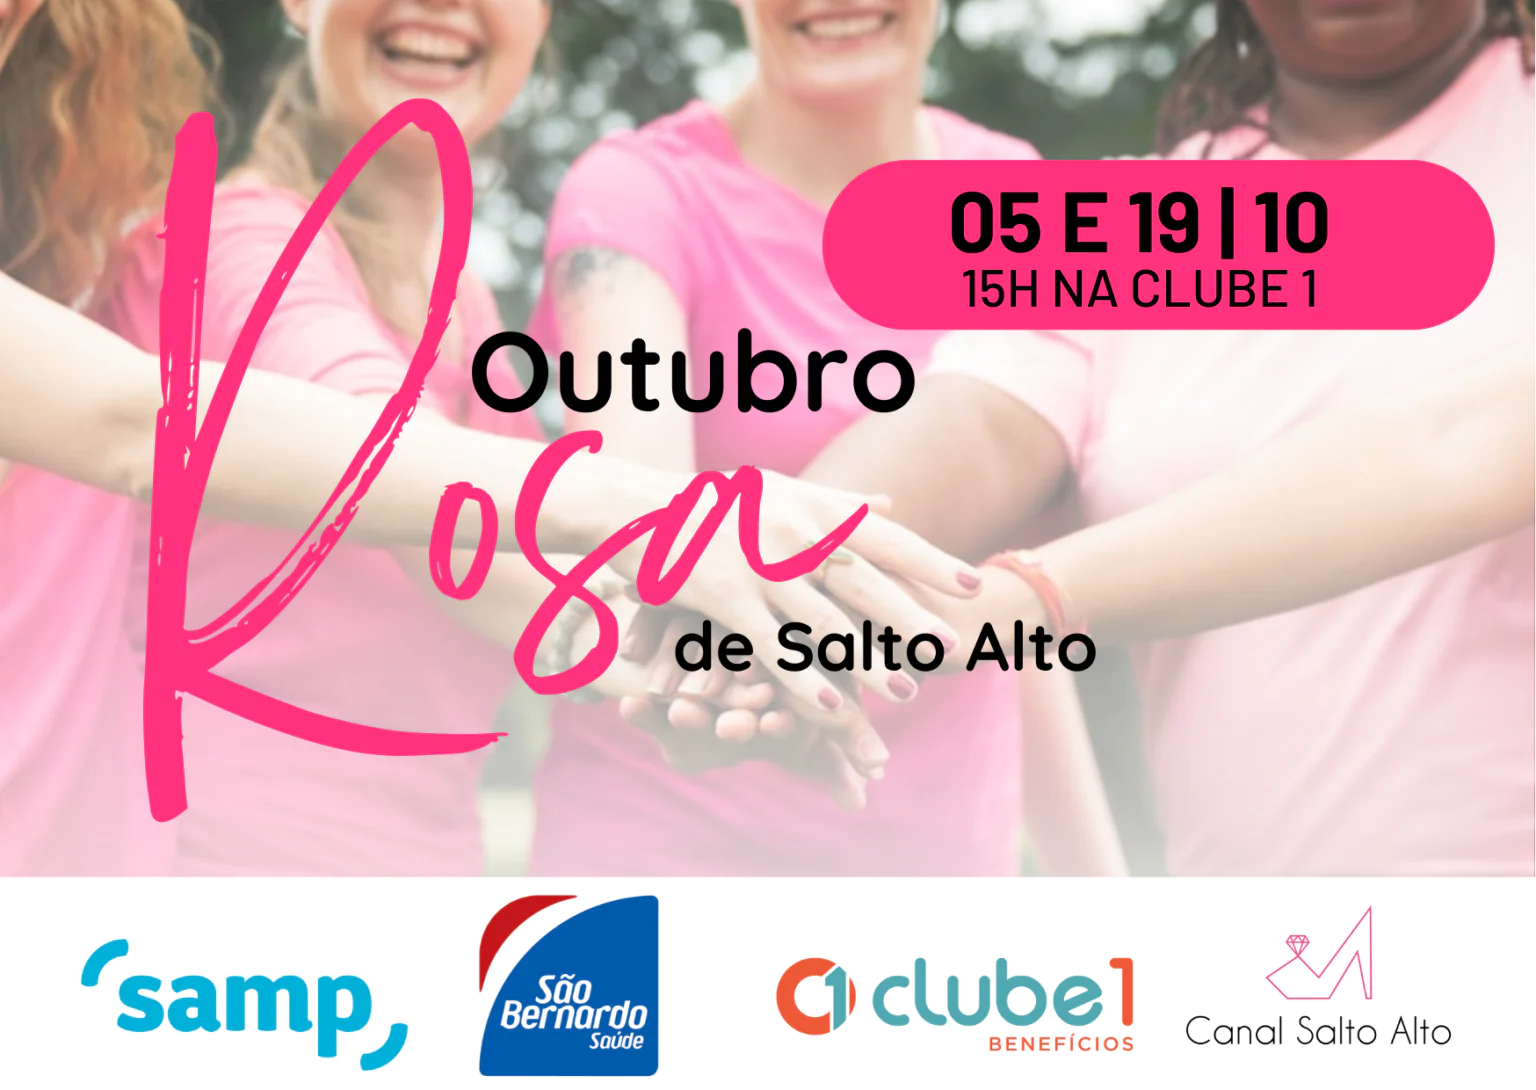 05 E 19 | 10
15H NA CLUBE 1
Outubro
Rosa
de Salto Alto
samp
São
Bernardo
Saúde
a1 clube1
BENEFÍCIOS
Canal Salto Alto